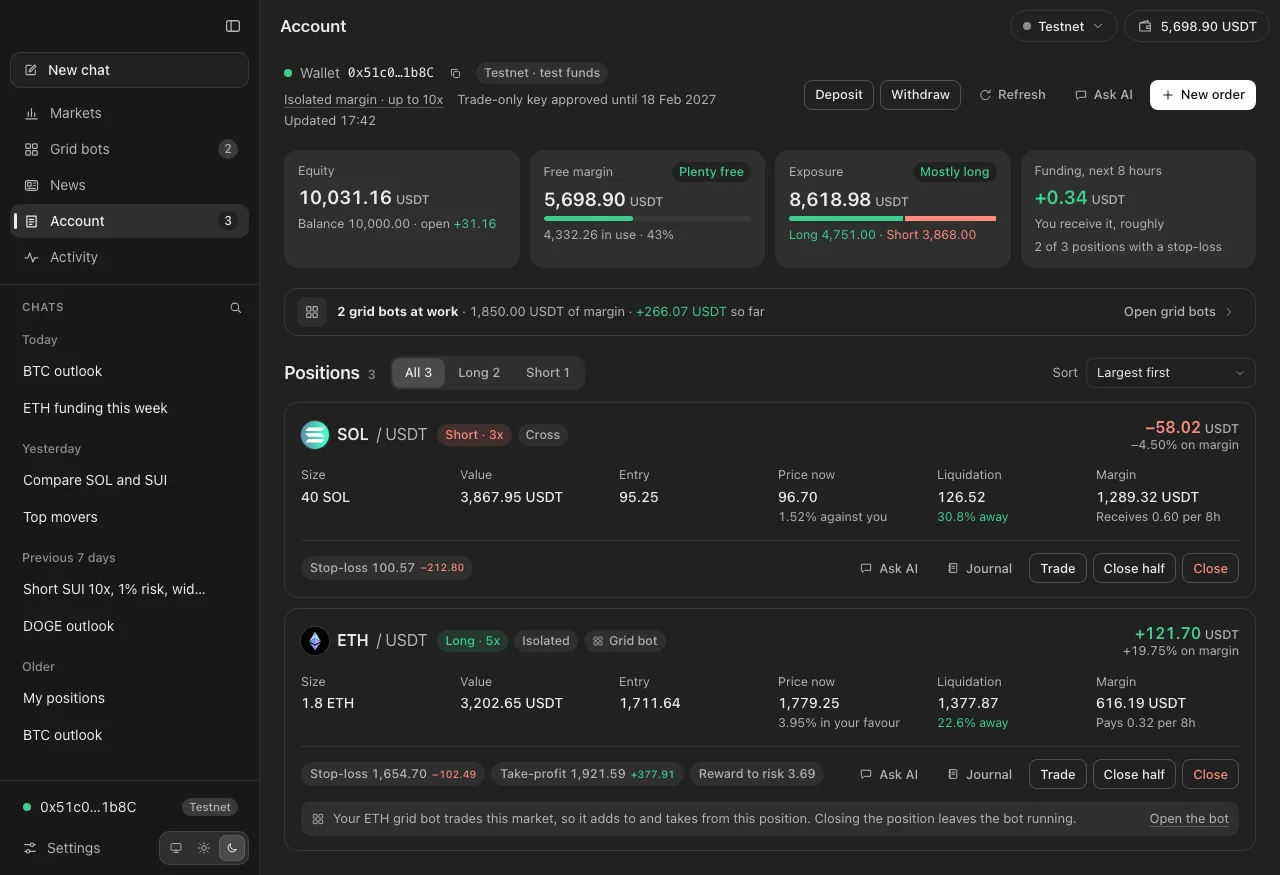 Account
Testnet
5,698.90 USDT
New chat
Markets
Grid bots 2
News
Account 3
Activity
CHATS
Today
BTC outlook
ETH funding this week
Yesterday
Compare SOL and SUI
Top movers
Previous 7 days
Short SUI 10x, 1% risk, wid...
DOGE outlook
Older
My positions
BTC outlook
0x51c0...1b8C Testnet
Settings
Wallet 0x51c0…1b8C Testnet · test funds
Isolated margin · up to 10x Trade-only key approved until 18 Feb 2027
Updated 17:42
Deposit Withdraw Refresh Ask AI + New order
Equity
10,031.16 USDT
Balance 10,000.00 · open +31.16
Free margin Plenty free
5,698.90 USDT
4,332.26 in use · 43%
Exposure Mostly long
8,618.98 USDT
Long 4,751.00 · Short 3,868.00
Funding, next 8 hours
+0.34 USDT
You receive it, roughly
2 of 3 positions with a stop-loss
2 grid bots at work · 1,850.00 USDT of margin · +266.07 USDT so far Open grid bots
Positions 3 All 3 Long 2 Short 1 Sort Largest first
SOL / USDT Short · 3x Cross −58.02 USDT
−4.50% on margin
Size Value Entry Price now Liquidation Margin
40 SOL 3,867.95 USDT 95.25 96.70 126.52 1,289.32 USDT
1.52% against you 30.8% away Receives 0.60 per 8h
Stop-loss 100.57 −212.80 Ask AI Journal Trade Close half Close
ETH / USDT Long · 5x Isolated Grid bot +121.70 USDT
+19.75% on margin
Size Value Entry Price now Liquidation Margin
1.8 ETH 3,202.65 USDT 1,711.64 1,779.25 1,377.87 616.19 USDT
3.95% in your favour 22.6% away Pays 0.32 per 8h
Stop-loss 1,654.70 −102.49 Take-profit 1,921.59 +377.91 Reward to risk 3.69 Ask AI Journal Trade Close half Close
Your ETH grid bot trades this market, so it adds to and takes from this position. Closing the position leaves the bot running. Open the bot